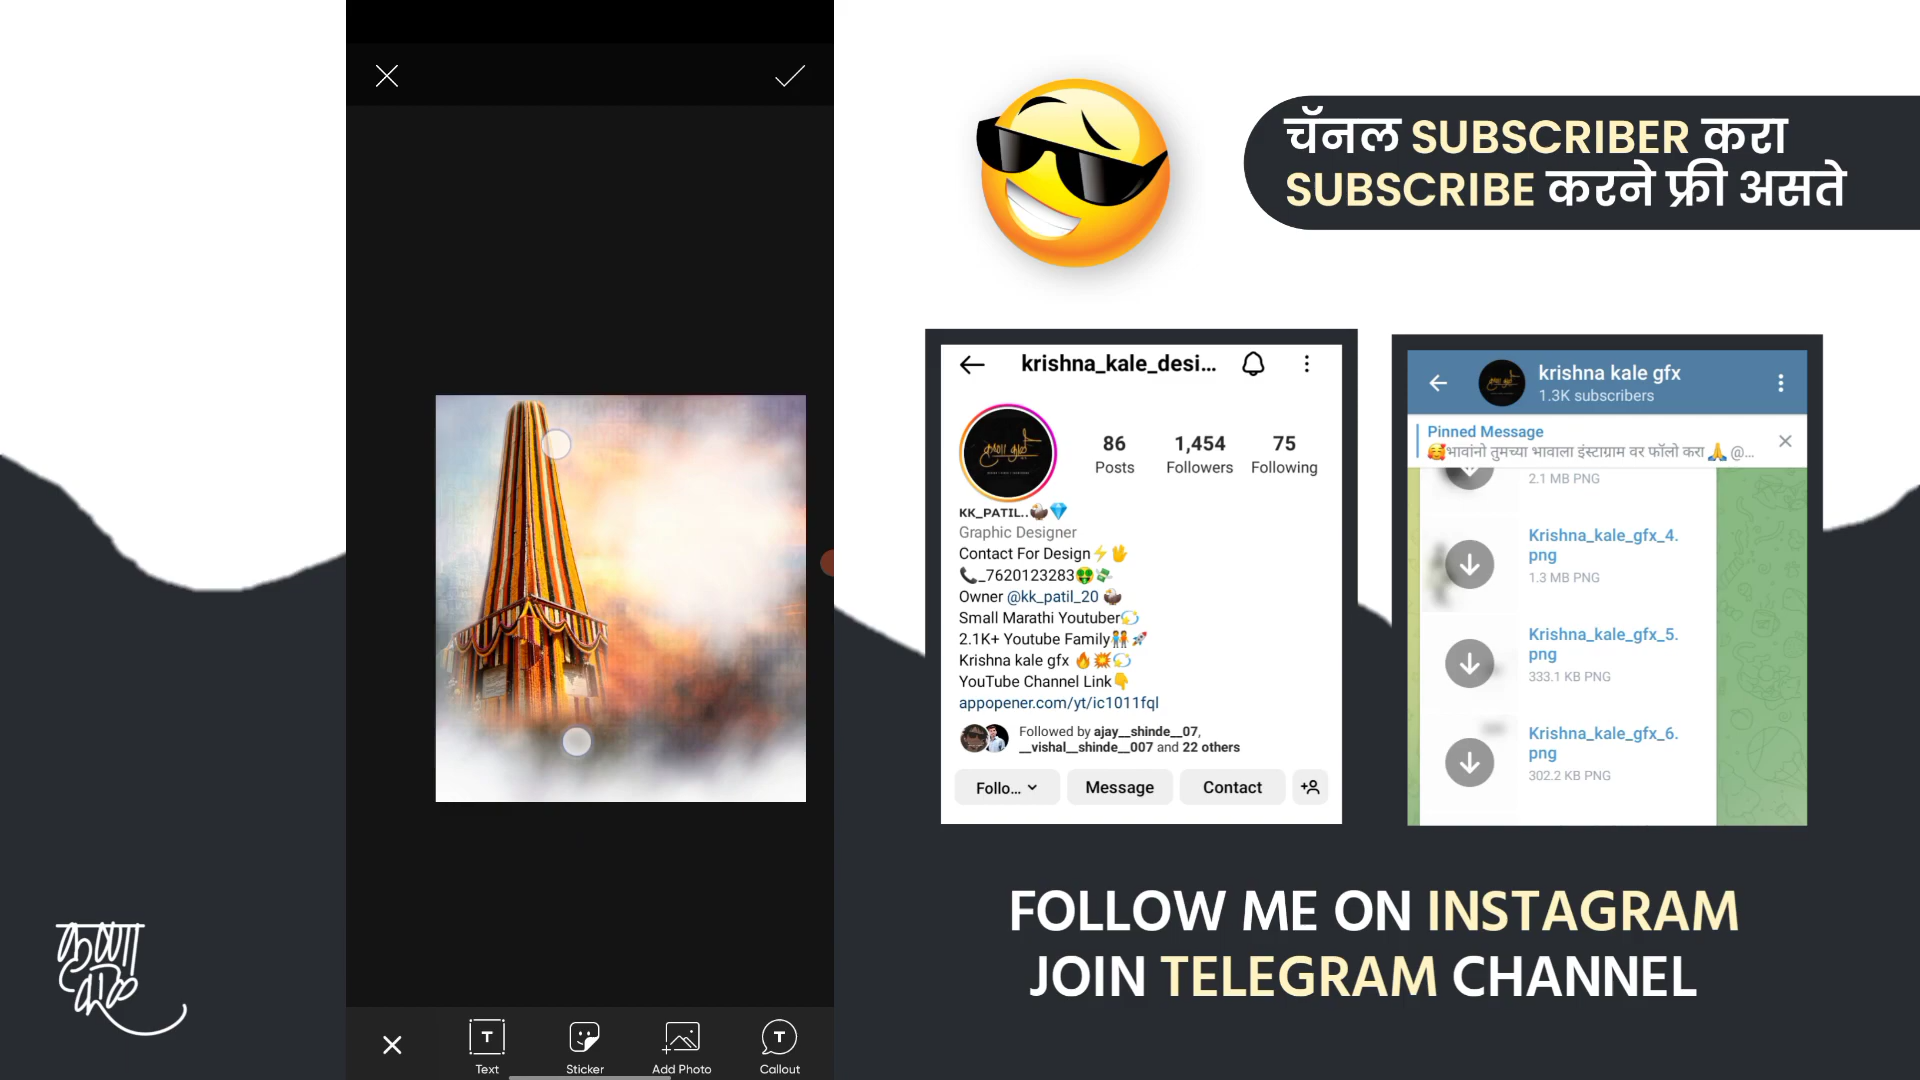 चॅनल SUBSCRIBER करा
SUBSCRIBE करने फ्री असते
krishna_kale_desi...
86
Posts
1,454
Followers
75
Following
KK_PATIL..🦅💎
Graphic Designer
Contact For Design⚡🖖
📞_7620123283🤑💸
Owner @kk_patil_20 🦅
Small Marathi Youtuber💫
2.1K+ Youtube Family👬🚀
Krishna kale gfx 🔥💥💫
YouTube Channel Link👇
appopener.com/yt/ic1011fql
Followed by ajay__shinde__07,
__vishal__shinde__007 and 22 others
Follo...
Message
Contact
krishna kale gfx
1.3K subscribers
Pinned Message
🥰भावांनो तुमच्या भावाला इंस्टाग्राम वर फॉलो करा 🙏 @...
2.1 MB PNG
Krishna_kale_gfx_4.
png
1.3 MB PNG
Krishna_kale_gfx_5.
png
333.1 KB PNG
Krishna_kale_gfx_6.
png
302.2 KB PNG
FOLLOW ME ON INSTAGRAM
JOIN TELEGRAM CHANNEL
कृष्णा
काळे
T
Text
Sticker
Add Photo
T
Callout